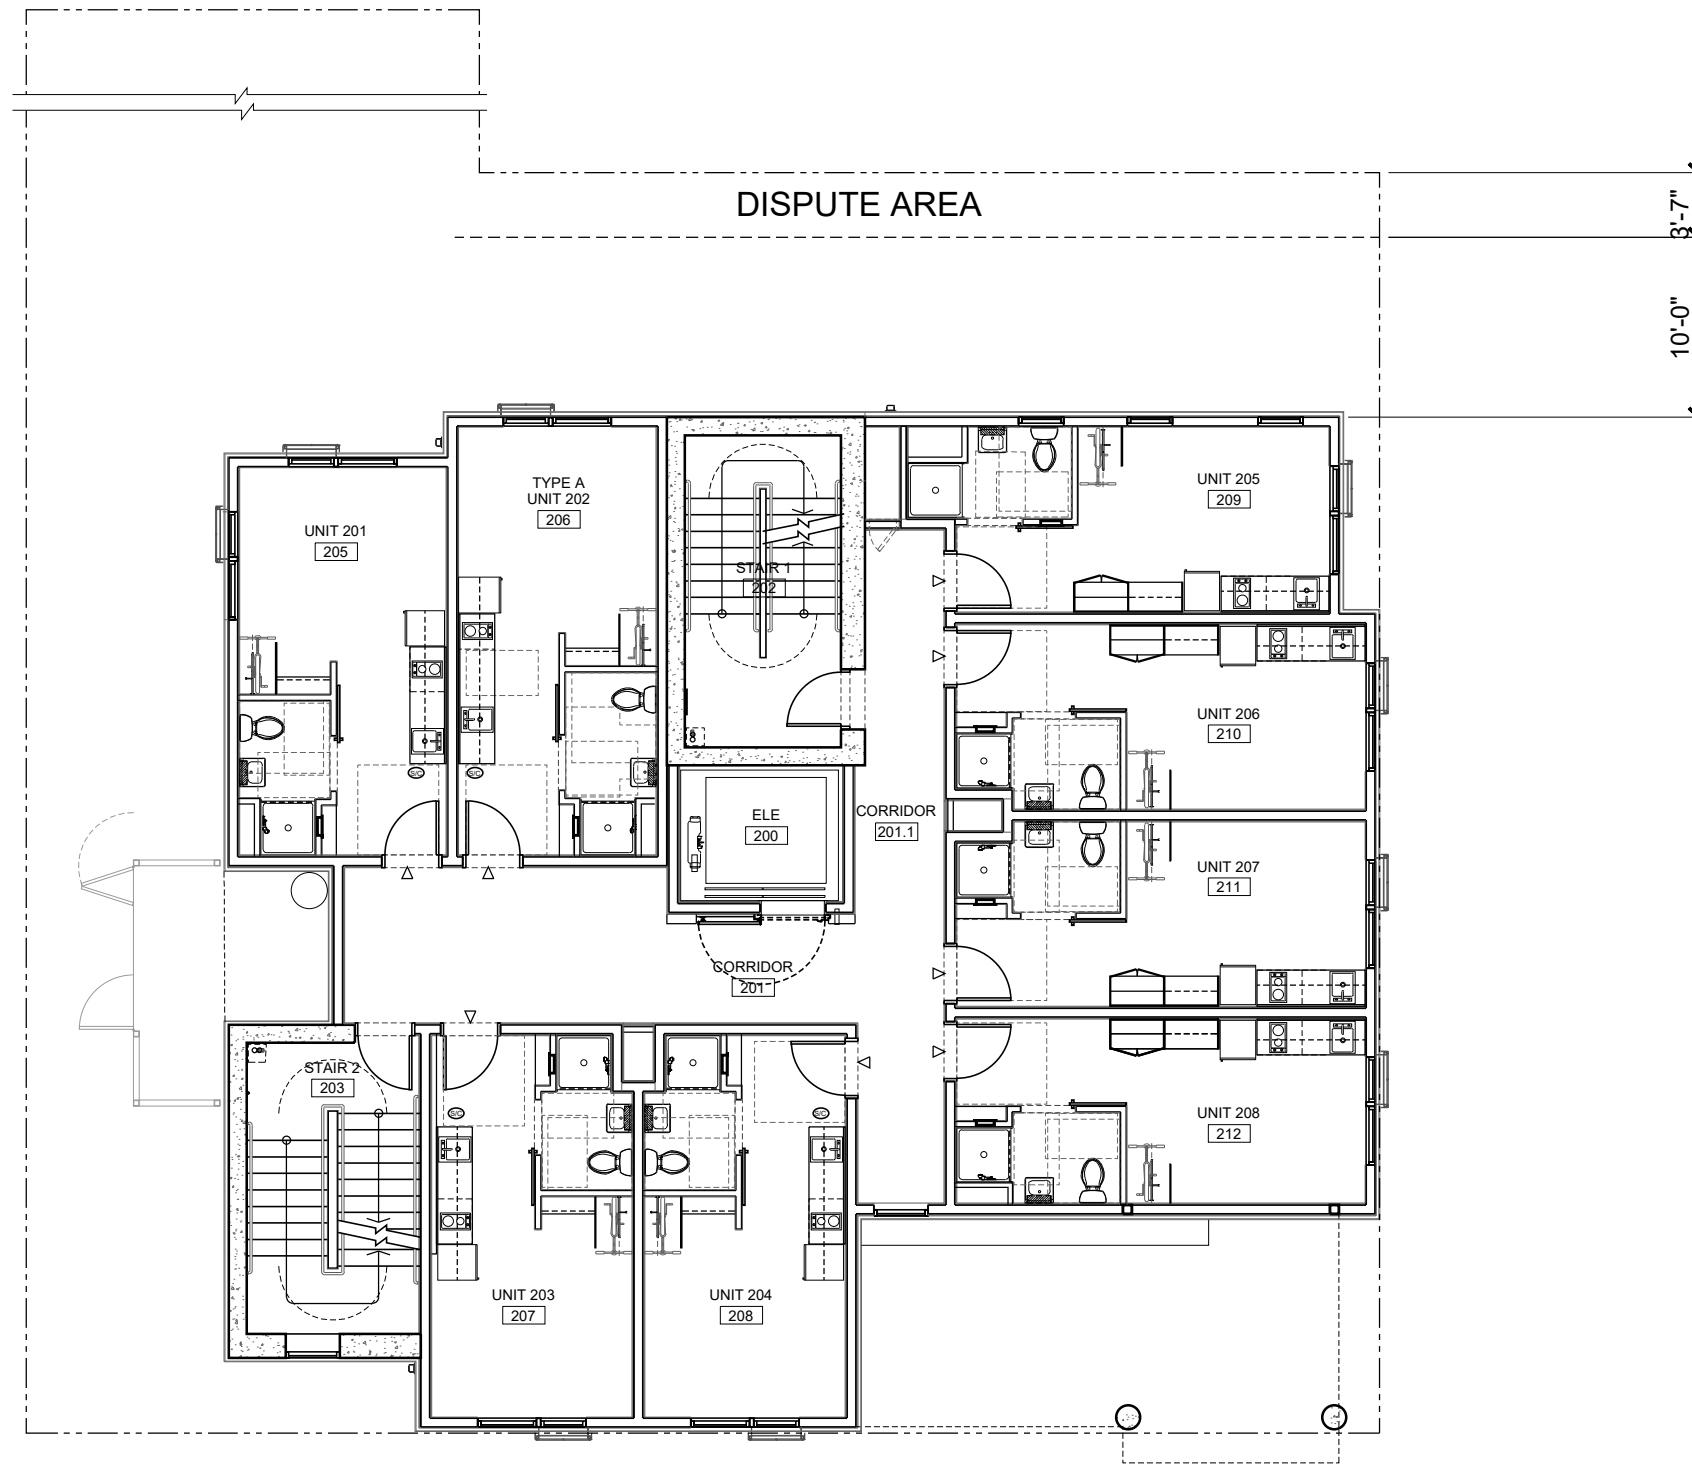 DISPUTE AREA
3'-7"
10'-0"
UNIT 205
209
TYPE A
UNIT 202
206
UNIT 201
205
STAIR 1
202
UNIT 206
210
ELE
200
CORRIDOR
201.1
S/C
S/C
UNIT 207
211
CORRIDOR
201
STAIR 2
203
S/C
S/C
UNIT 208
212
UNIT 203
207
UNIT 204
208